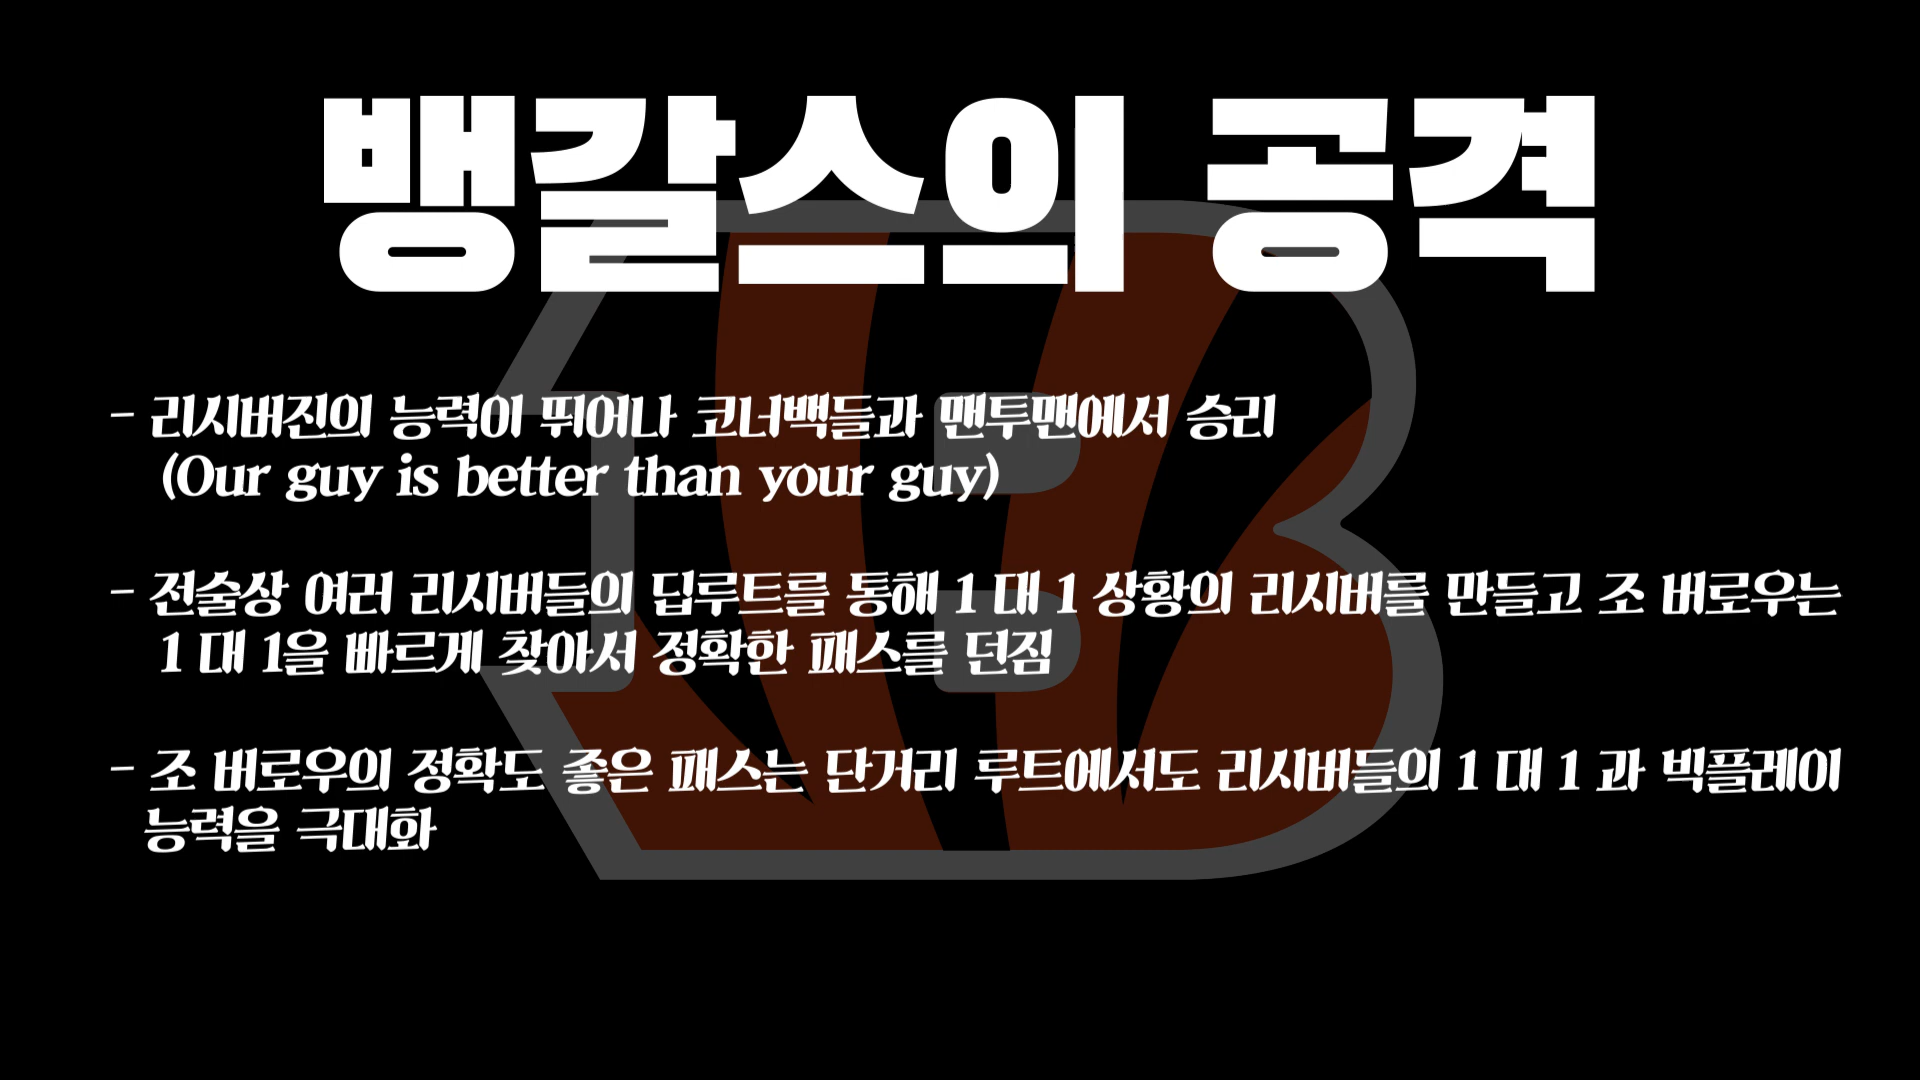 뱅갈스의 공격
- 리시버진의 능력이 뛰어나 코너백들과 맨투맨에서 승리
(Our guy is better than your guy)
- 전술상 여러 리시버들의 딥루트를 통해 1 대 1 상황의 리시버를 만들고 조 버로우는
1 대 1을 빠르게 찾아서 정확한 패스를 던짐
- 조 버로우의 정확도 좋은 패스는 단거리 루트에서도 리시버들의 1 대 1 과 빅플레이
능력을 극대화